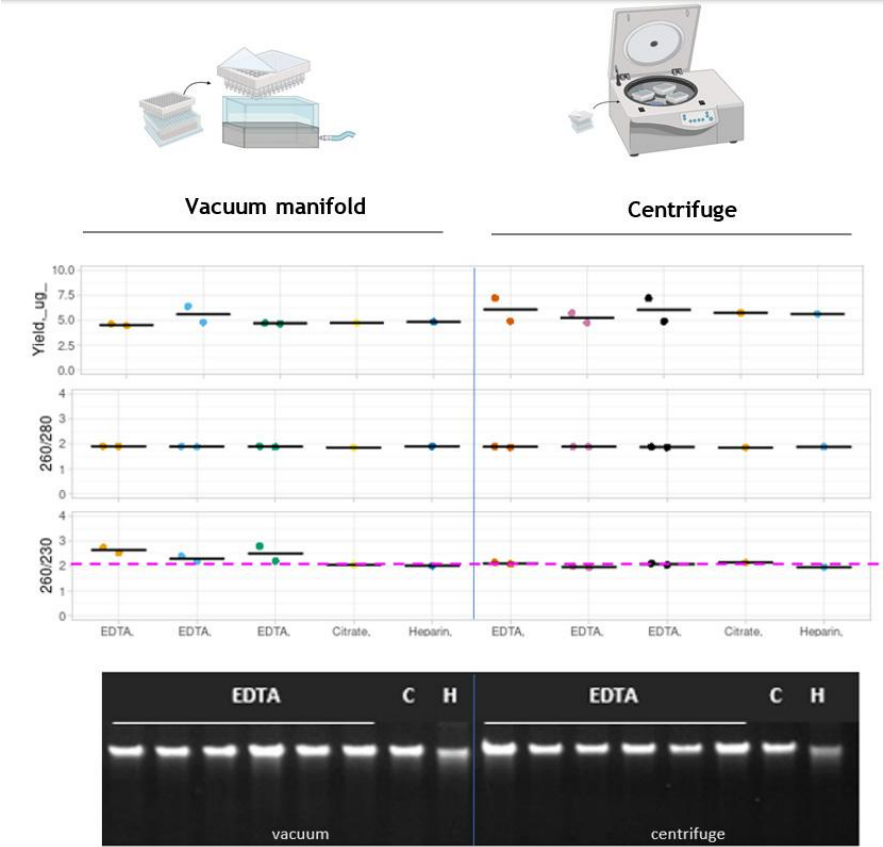 Vacuum manifold
Centrifuge
Yield,_ug_
10.0
7.5
5.0
2.5
0.0
260/280
4
3
2
1
0
260/230
4
3
2
1
0
EDTA, EDTA, EDTA, Citrate, Heparin, EDTA, EDTA, EDTA, Citrate, Heparin,
EDTA C H EDTA C H
vacuum centrifuge